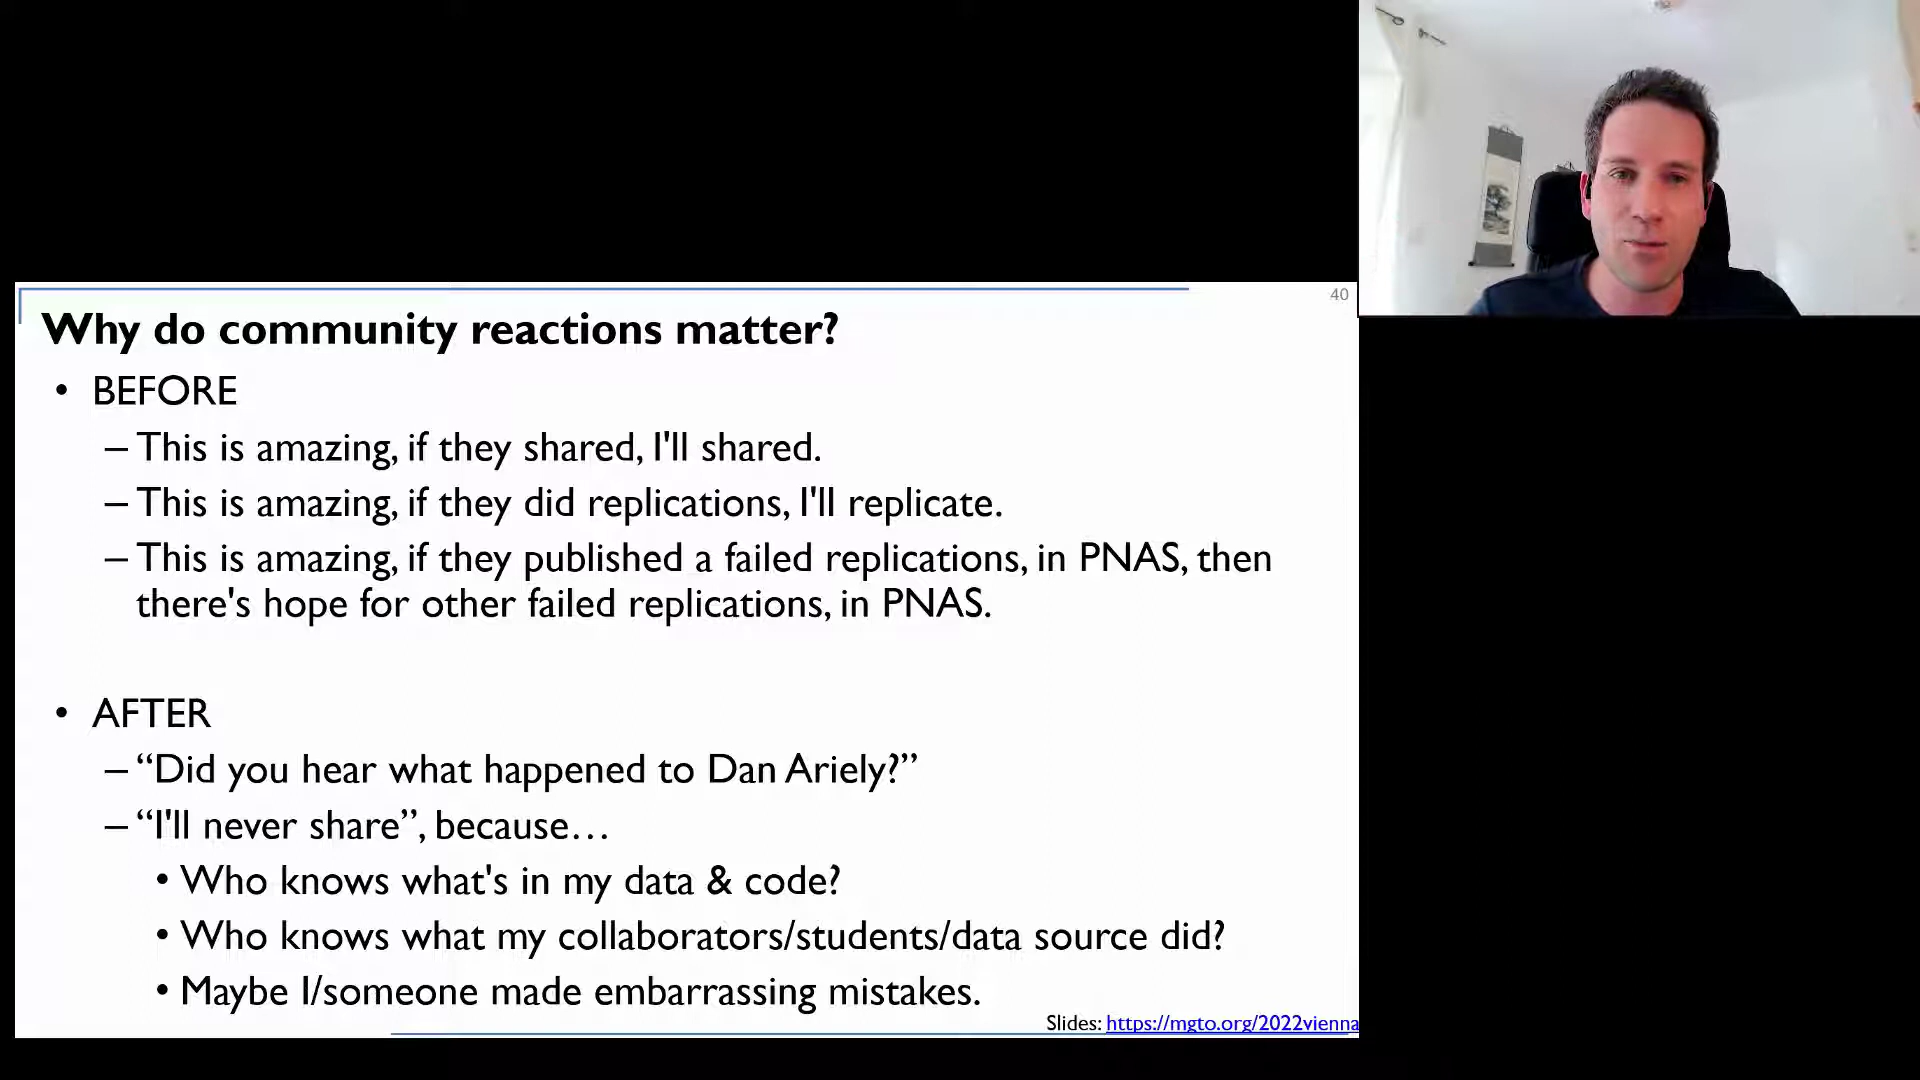 40
Why do community reactions matter?
• BEFORE
– This is amazing, if they shared, I'll shared.
– This is amazing, if they did replications, I'll replicate.
– This is amazing, if they published a failed replications, in PNAS, then
there's hope for other failed replications, in PNAS.
• AFTER
– “Did you hear what happened to Dan Ariely?”
– “I'll never share”, because…
• Who knows what's in my data & code?
• Who knows what my collaborators/students/data source did?
• Maybe I/someone made embarrassing mistakes.
Slides: https://mgto.org/2022vienna